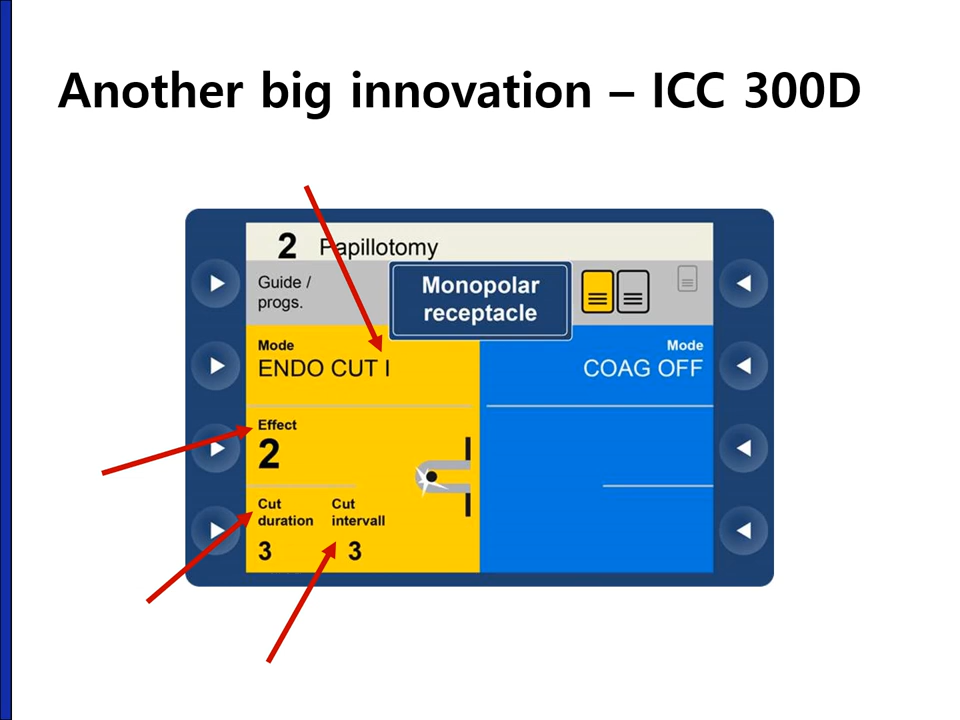 Another big innovation – ICC 300D
2 Papillotomy
Guide /
progs.
Monopolar
receptacle
Mode
ENDO CUT I
Mode
COAG OFF
Effect
2
Cut
duration
3
Cut
intervall
3